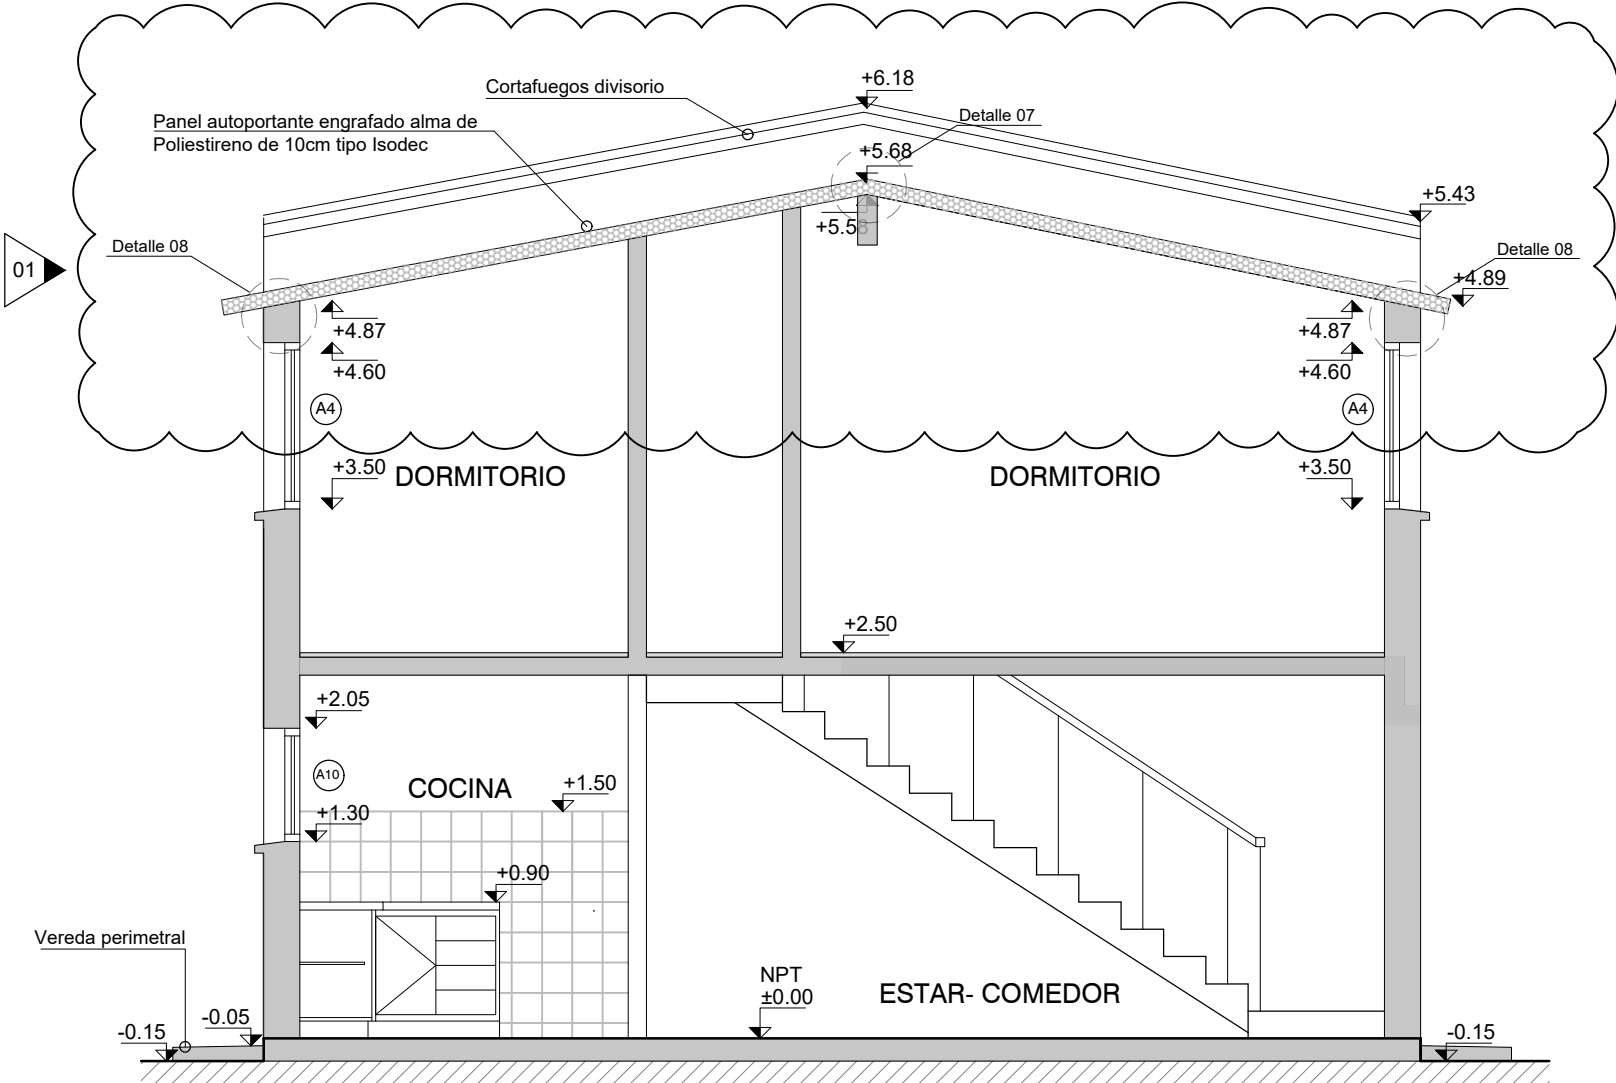 +6.18
Cortafuegos divisorio
Detalle 07
Panel autoportante engrafado alma de
Poliestireno de 10cm tipo Isodec
+5.68
+5.43
+5.58
Detalle 08
Detalle 08
01
+4.89
+4.87
+4.87
+4.60
+4.60
A4
A4
+3.50
DORMITORIO
DORMITORIO
+3.50
+2.50
+2.05
A10
COCINA
+1.50
+1.30
+0.90
Vereda perimetral
NPT
±0.00
ESTAR- COMEDOR
-0.05
-0.15
-0.15